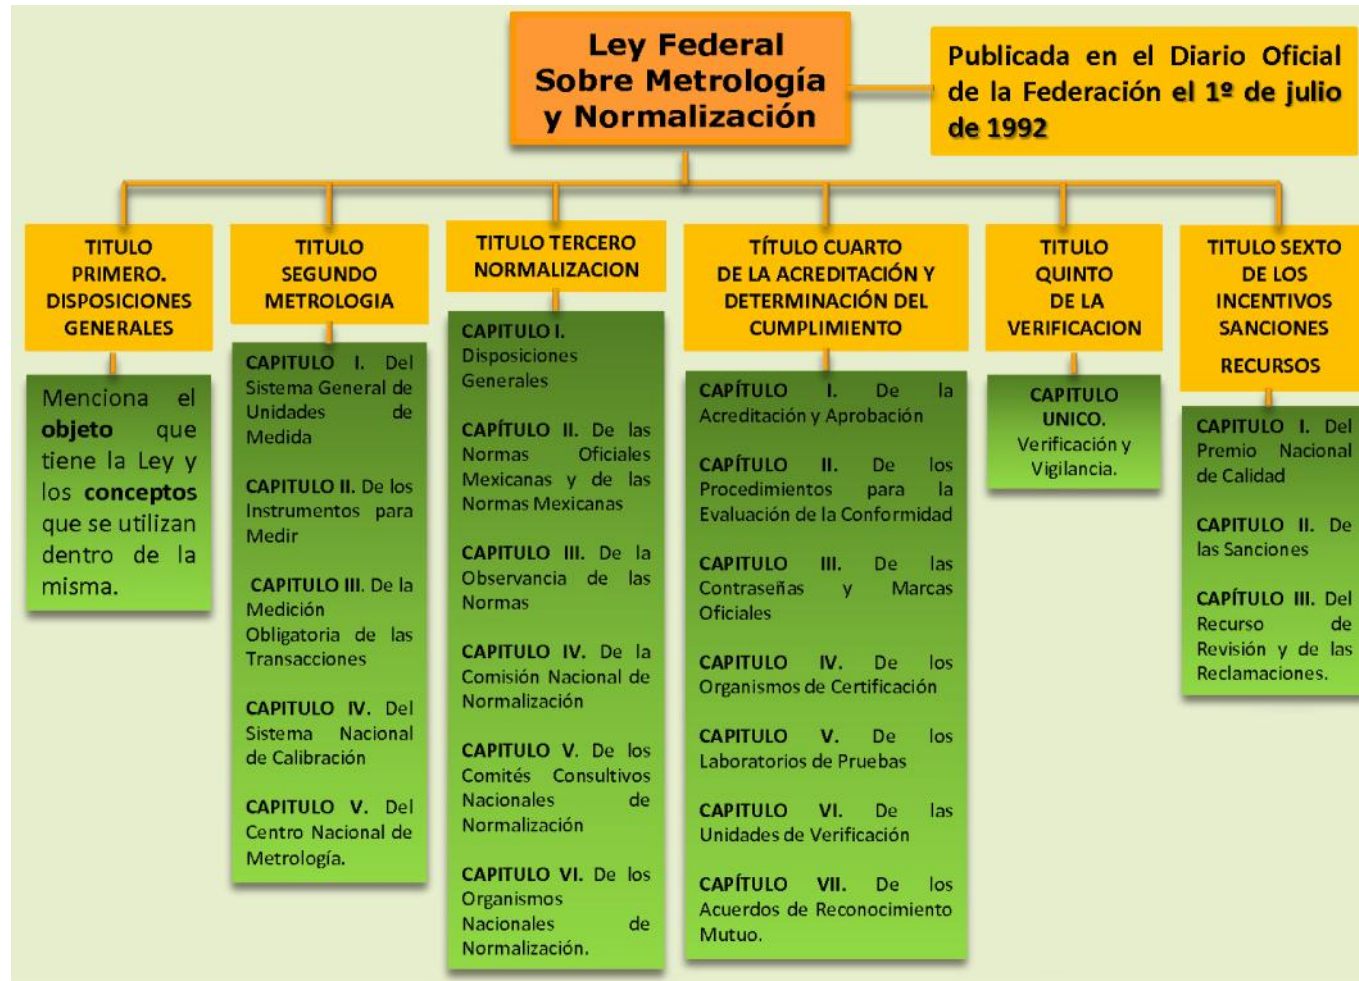 Ley Federal
Sobre Metrología
y Normalización
Publicada en el Diario Oficial
de la Federación el 1º de julio
de 1992
TITULO
PRIMERO.
DISPOSICIONES
GENERALES
Menciona el
objeto que
tiene la Ley y
los conceptos
que se utilizan
dentro de la
misma.
TITULO
SEGUNDO
METROLOGIA
CAPITULO I. Del
Sistema General de
Unidades de
Medida
CAPITULO II. De los
Instrumentos para
Medir
CAPITULO III. De la
Medición
Obligatoria de las
Transacciones
CAPITULO IV. Del
Sistema Nacional
de Calibración
CAPITULO V. Del
Centro Nacional de
Metrología.
TITULO TERCERO
NORMALIZACION
CAPITULO I.
Disposiciones
Generales
CAPÍTULO II. De las
Normas Oficiales
Mexicanas y de las
Normas Mexicanas
CAPITULO III. De la
Observancia de las
Normas
CAPITULO IV. De la
Comisión Nacional de
Normalización
CAPITULO V. De los
Comités Consultivos
Nacionales de
Normalización
CAPITULO VI. De los
Organismos
Nacionales de
Normalización.
TÍTULO CUARTO
DE LA ACREDITACIÓN Y
DETERMINACIÓN DEL
CUMPLIMIENTO
CAPÍTULO I. De la
Acreditación y Aprobación
CAPÍTULO II. De los
Procedimientos para la
Evaluación de la Conformidad
CAPITULO III. De las
Contraseñas y Marcas
Oficiales
CAPITULO IV. De los
Organismos de Certificación
CAPITULO V. De los
Laboratorios de Pruebas
CAPITULO VI. De las
Unidades de Verificación
CAPÍTULO VII. De los
Acuerdos de Reconocimiento
Mutuo.
TITULO
QUINTO
DE LA
VERIFICACION
CAPITULO
UNICO.
Verificación y
Vigilancia.
TITULO SEXTO
DE LOS
INCENTIVOS
SANCIONES
RECURSOS
CAPITULO I. Del
Premio Nacional
de Calidad
CAPITULO II. De
las Sanciones
CAPÍTULO III. Del
Recurso de
Revisión y de las
Reclamaciones.